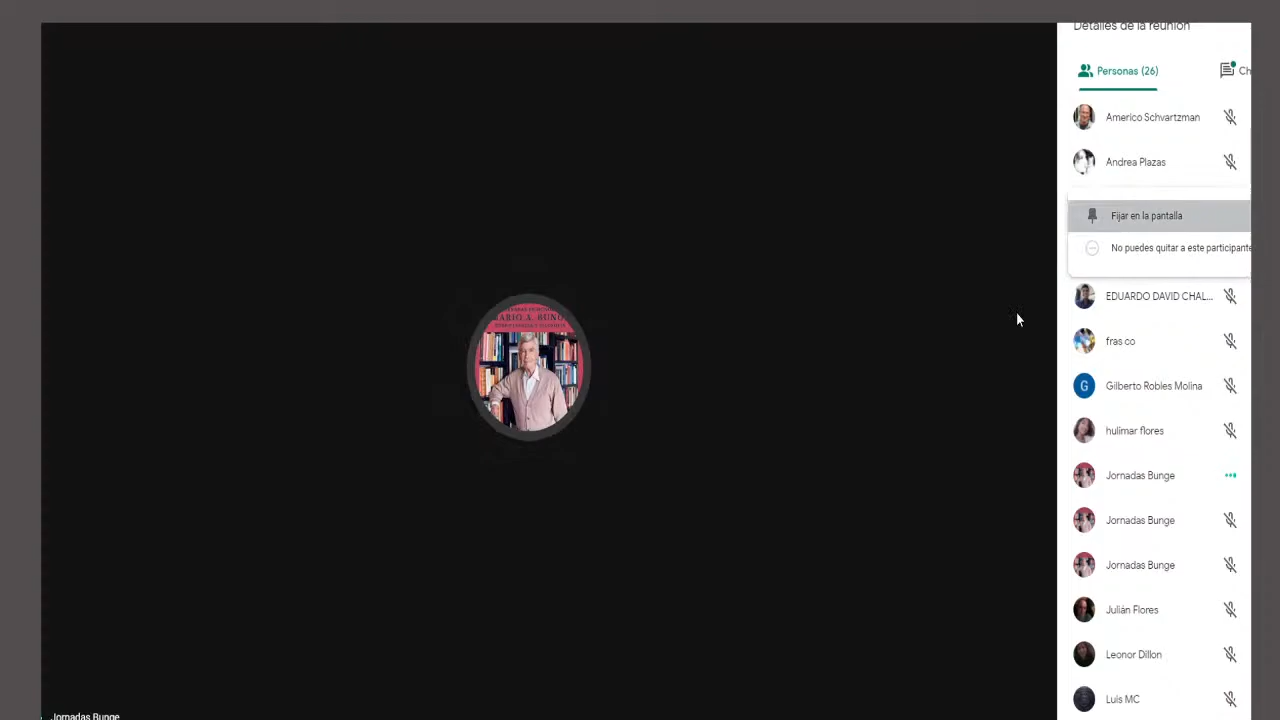 Detalles de la reunión
Personas (26)
Ch
Americo Schvartzman
Andrea Plazas
Fijar en la pantalla
No puedes quitar a este participante
EDUARDO DAVID CHAL...
fras co
G
Gilberto Robles Molina
hulimar flores
Jornadas Bunge
Jornadas Bunge
Jornadas Bunge
Julián Flores
Leonor Dillon
Luis MC
Jornadas Bunge